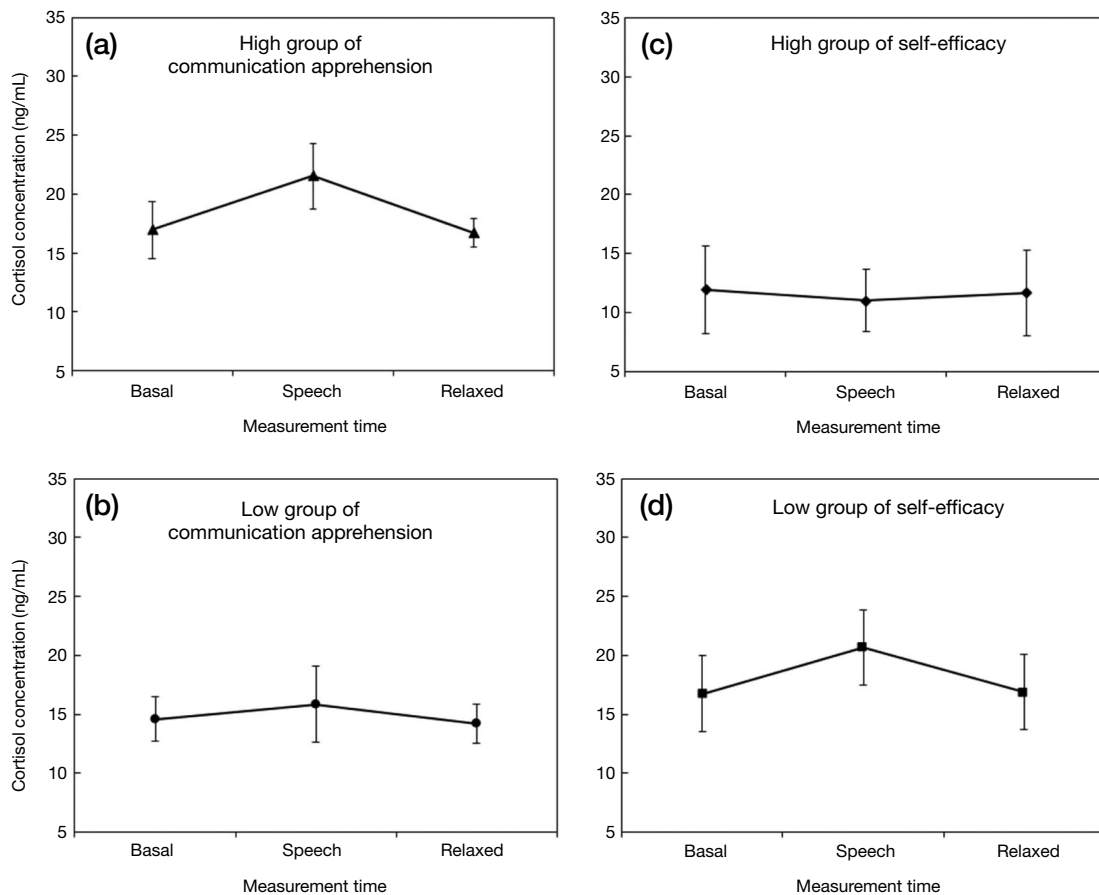 (a)
High group of
communication apprehension
Cortisol concentration (ng/mL)
35
30
25
20
15
10
5
Basal
Speech
Relaxed
Measurement time
(c)
High group of self-efficacy
35
30
25
20
15
10
5
Basal
Speech
Relaxed
Measurement time
(b)
Low group of
communication apprehension
Cortisol concentration (ng/mL)
35
30
25
20
15
10
5
Basal
Speech
Relaxed
Measurement time
(d)
Low group of self-efficacy
35
30
25
20
15
10
5
Basal
Speech
Relaxed
Measurement time